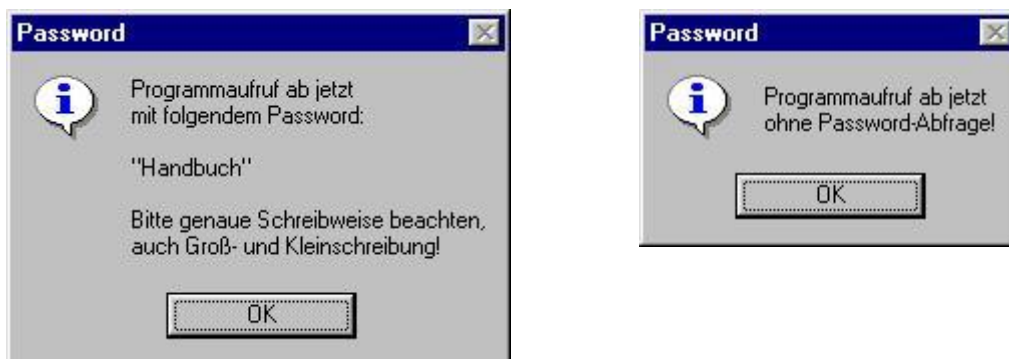 Password
Programmaufruf ab jetzt
mit folgendem Password:
"Handbuch"
Bitte genaue Schreibweise beachten,
auch Groß- und Kleinschreibung!
OK
Password
Programmaufruf ab jetzt
ohne Password-Abfrage!
OK